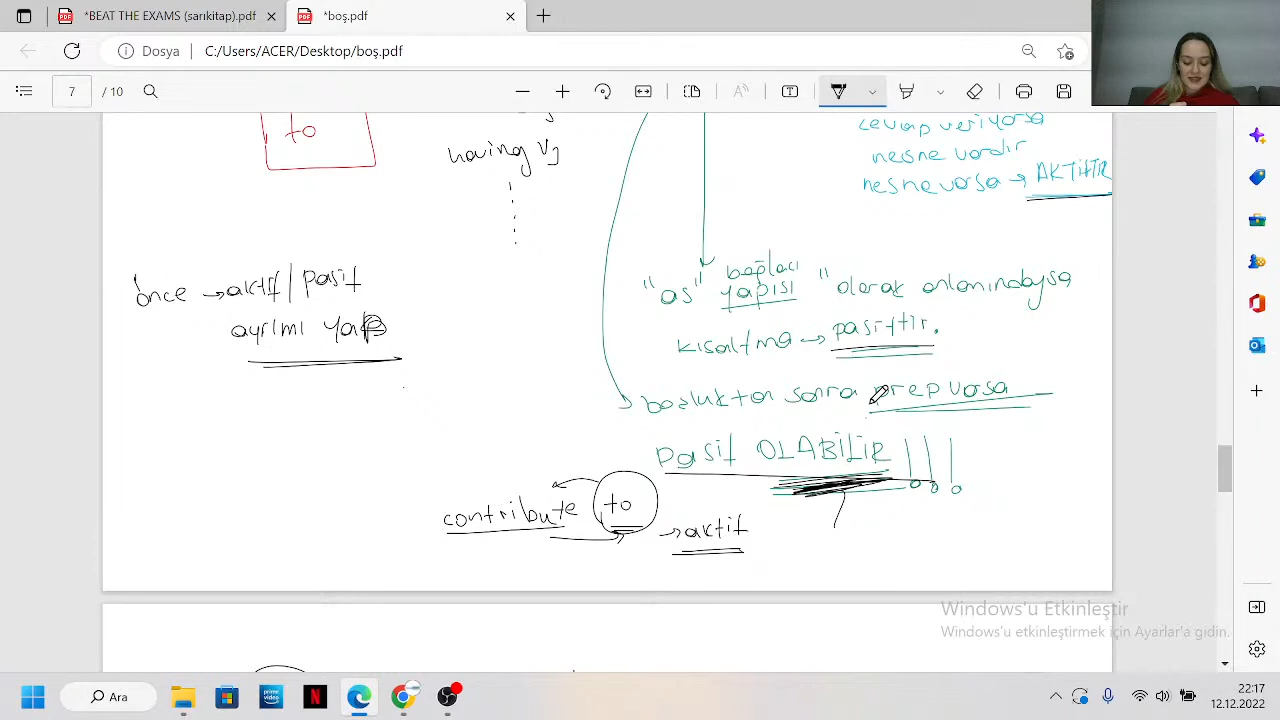 *BEAT THE EXAMS (sarıkitap).pdf
*boş.pdf
Dosya
C:/Users/ACER/Desktop/boş.pdf
7 / 10
to
having V3
cevap veriyorsa
nesne vardır
nesne varsa → AKTİFTİR
önce → aktif / pasif
ayrımı yap
"as" bağlacı
yapısı "olarak anlamındaysa
kısaltma → pasiftir.
boşluktan sonra prep varsa
pasif OLABİLİR !!!
contribute to → aktif
Windows'u Etkinleştir
Windows'u etkinleştirmek için Ayarlar'a gidin.
Ara
prime video
N
22:17
12.12.2022